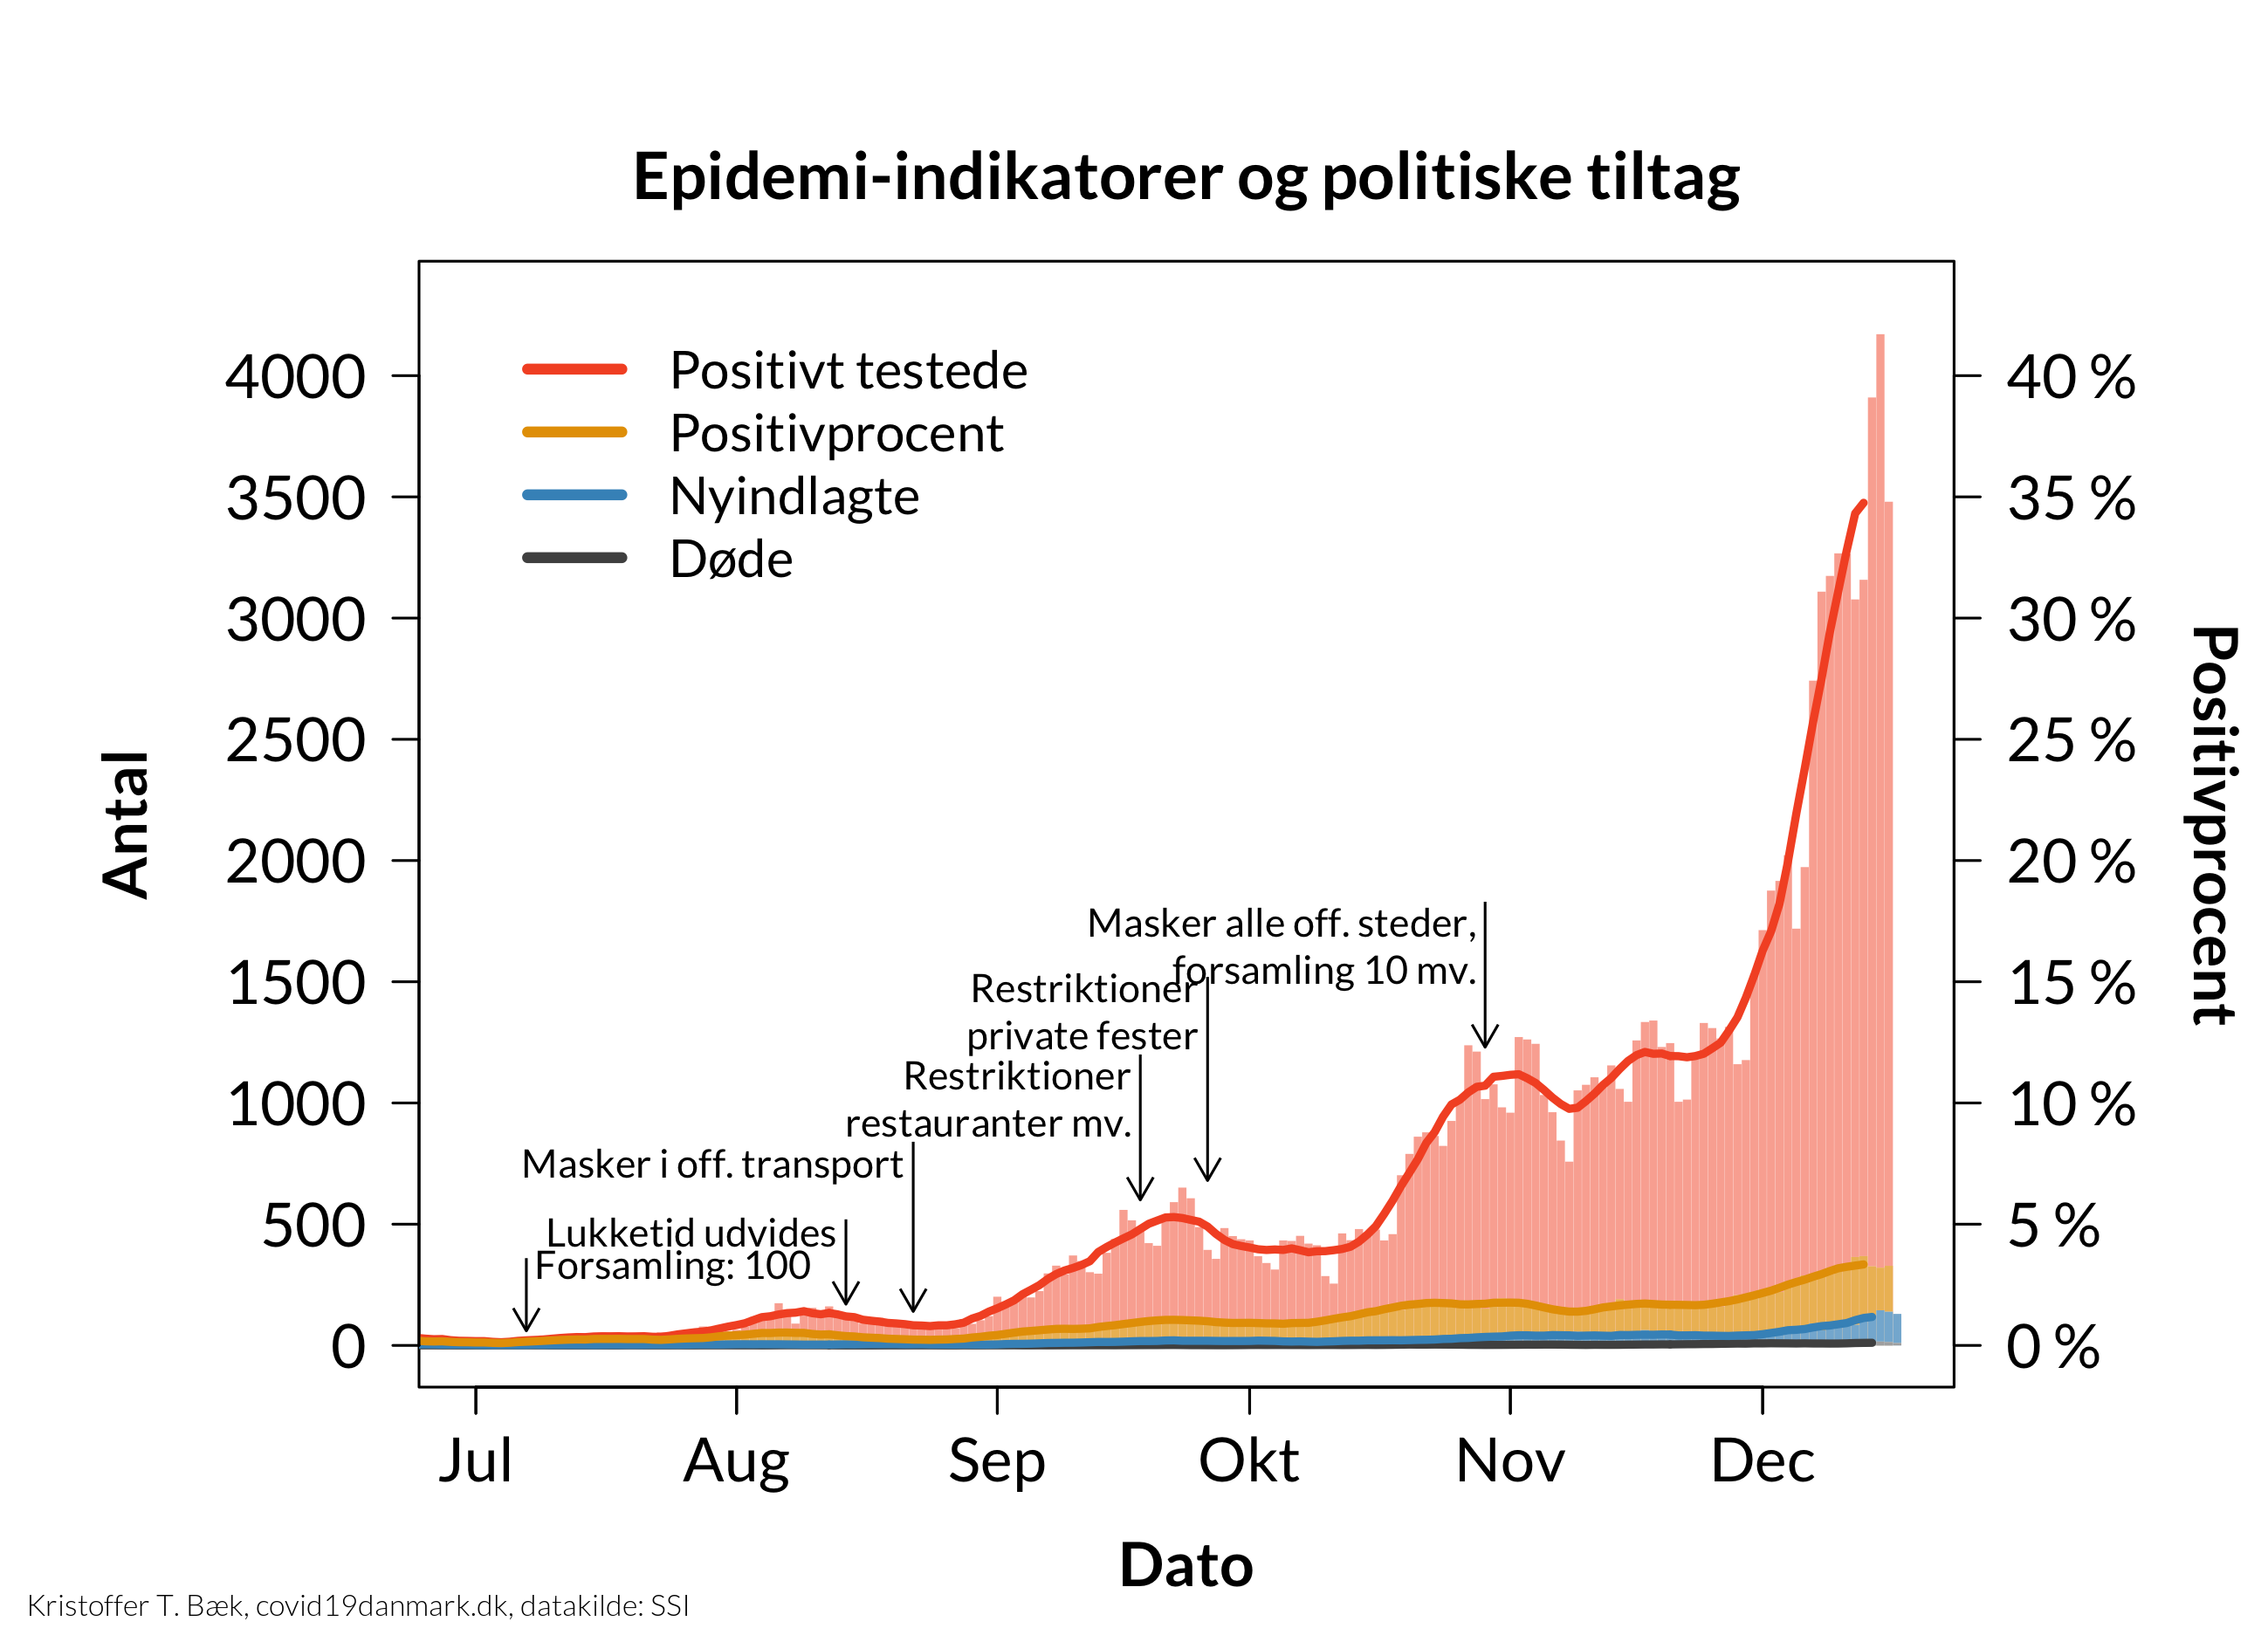 Epidemi-indikatorer og politiske tiltag
Positivt testede
Positivprocent
Nyindlagte
Døde
4000
3500
3000
2500
2000
1500
1000
500
0
Antal
40 %
35 %
30 %
25 %
20 %
15 %
10 %
5 %
0 %
Positivprocent
Masker alle off. steder,
forsamling 10 mv.
Restriktioner
private fester
Restriktioner
restauranter mv.
Masker i off. transport
Lukketid udvides
Forsamling: 100
Jul
Aug
Sep
Okt
Nov
Dec
Dato
Kristoffer T. Bæk, covid19danmark.dk, datakilde: SSI